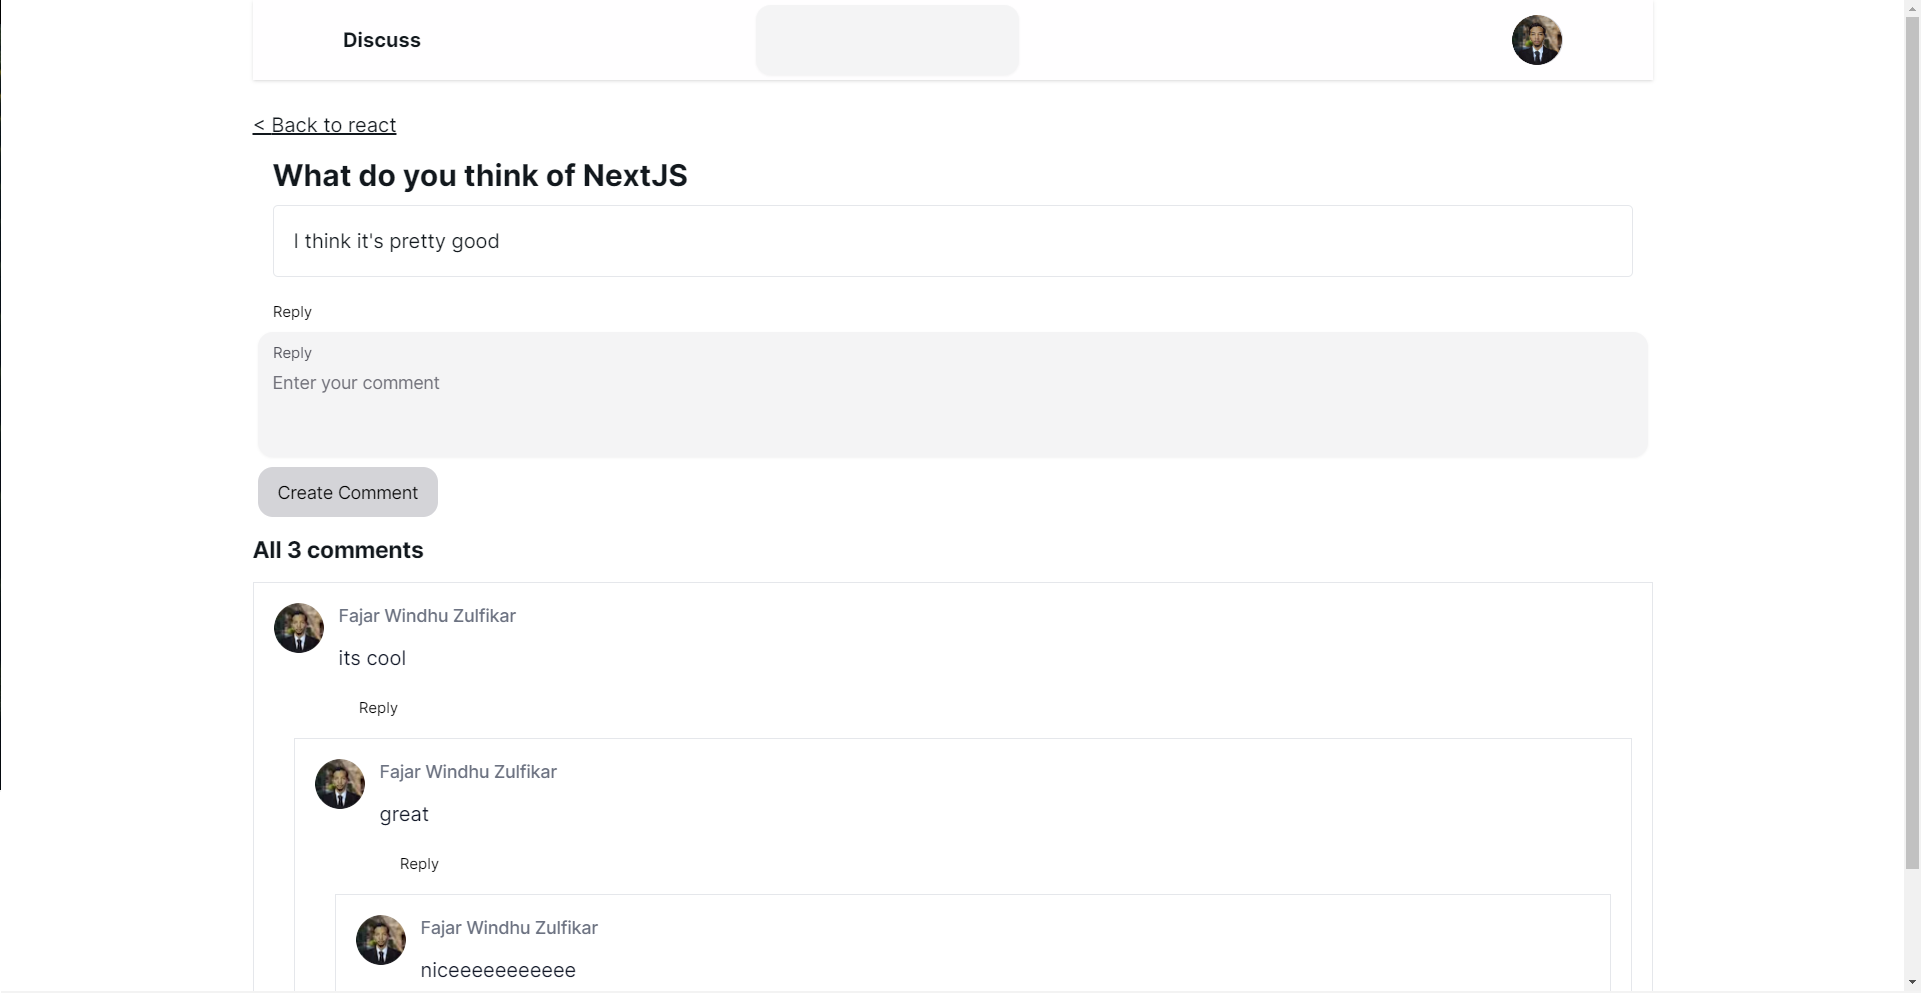 Discuss
< Back to react
What do you think of NextJS
I think it's pretty good
Reply
Reply
Enter your comment
Create Comment
All 3 comments
Fajar Windhu Zulfikar
its cool
Reply
Fajar Windhu Zulfikar
great
Reply
Fajar Windhu Zulfikar
niceeeeeeeeeee